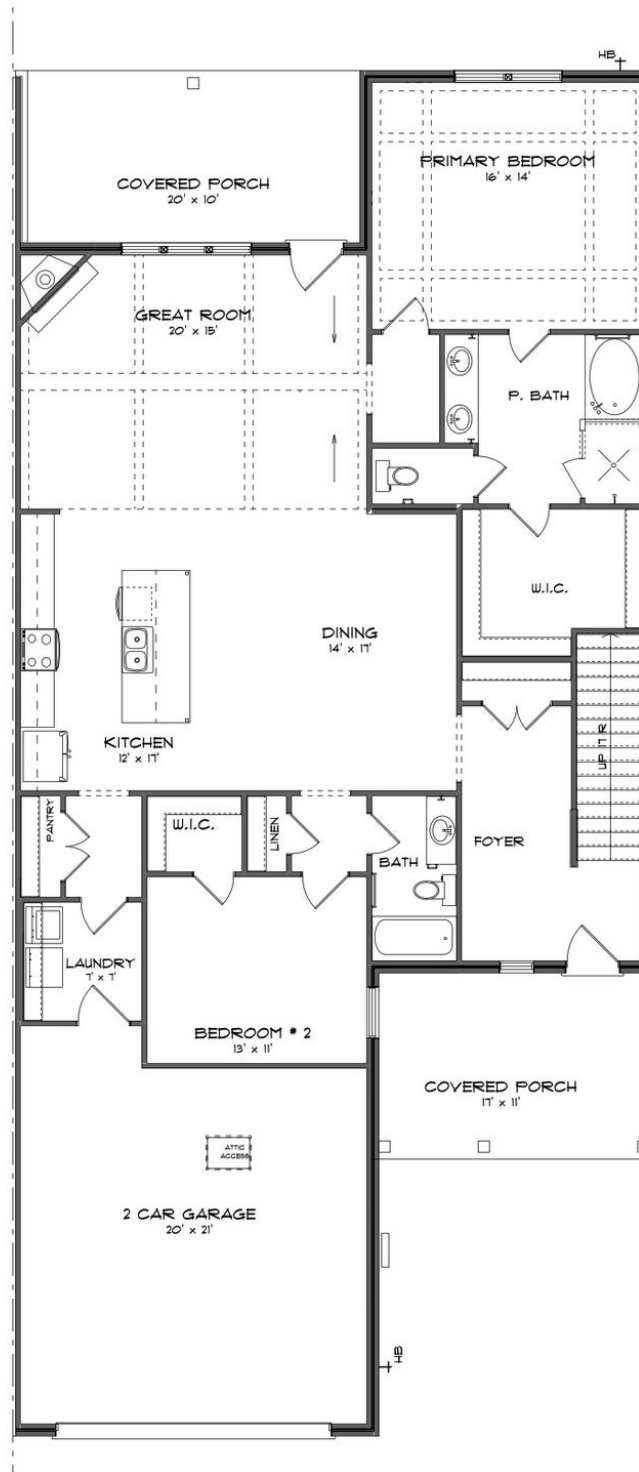 HB
PRIMARY BEDROOM
16' x 14'
COVERED PORCH
20' x 10'
GREAT ROOM
20' x 15'
P. BATH
W.I.C.
DINING
14' x 17'
KITCHEN
12' x 17'
UP 17 R
PANTRY
W.I.C.
LINEN
BATH
FOYER
LAUNDRY
7' x 7'
BEDROOM # 2
13' x 11'
COVERED PORCH
17' x 11'
ATTIC
ACCESS
2 CAR GARAGE
20' x 21'
HB